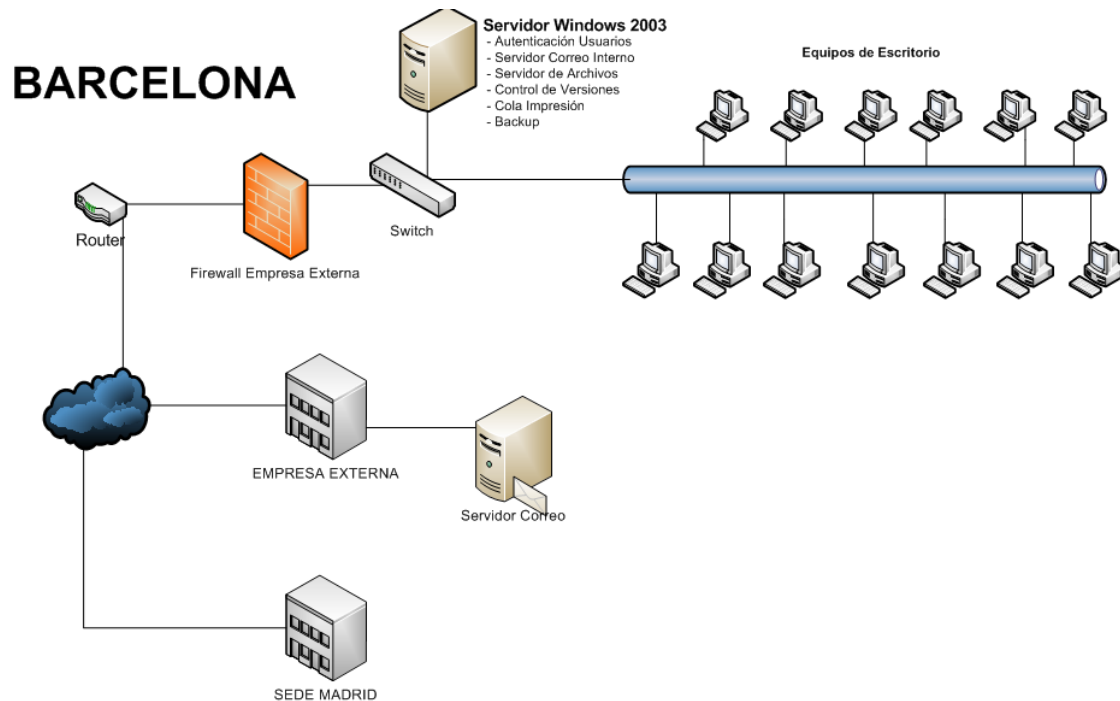 BARCELONA
Servidor Windows 2003
- Autenticación Usuarios
- Servidor Correo Interno
- Servidor de Archivos
- Control de Versiones
- Cola Impresión
- Backup
Equipos de Escritorio
Router
Firewall Empresa Externa
Switch
EMPRESA EXTERNA
Servidor Correo
SEDE MADRID